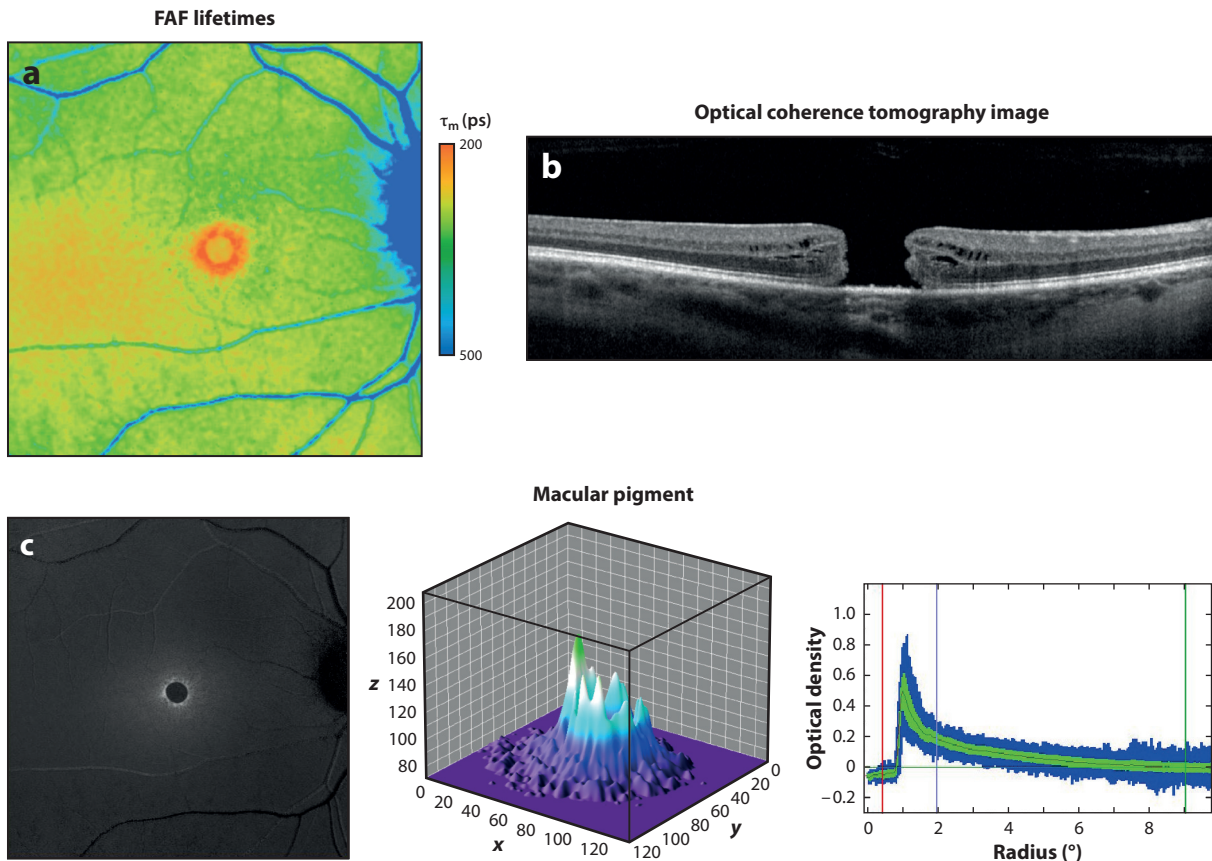 FAF lifetimes
a
τm (ps)
200
500
Optical coherence tomography image
b
Macular pigment
c
200
180
160
140
120
100
80
z
0
20
40
60
80
100
120
x
0
20
40
60
80
100
120
y
1.0
0.8
0.6
0.4
0.2
0
−0.2
Optical density
0 2 4 6 8
Radius (°)